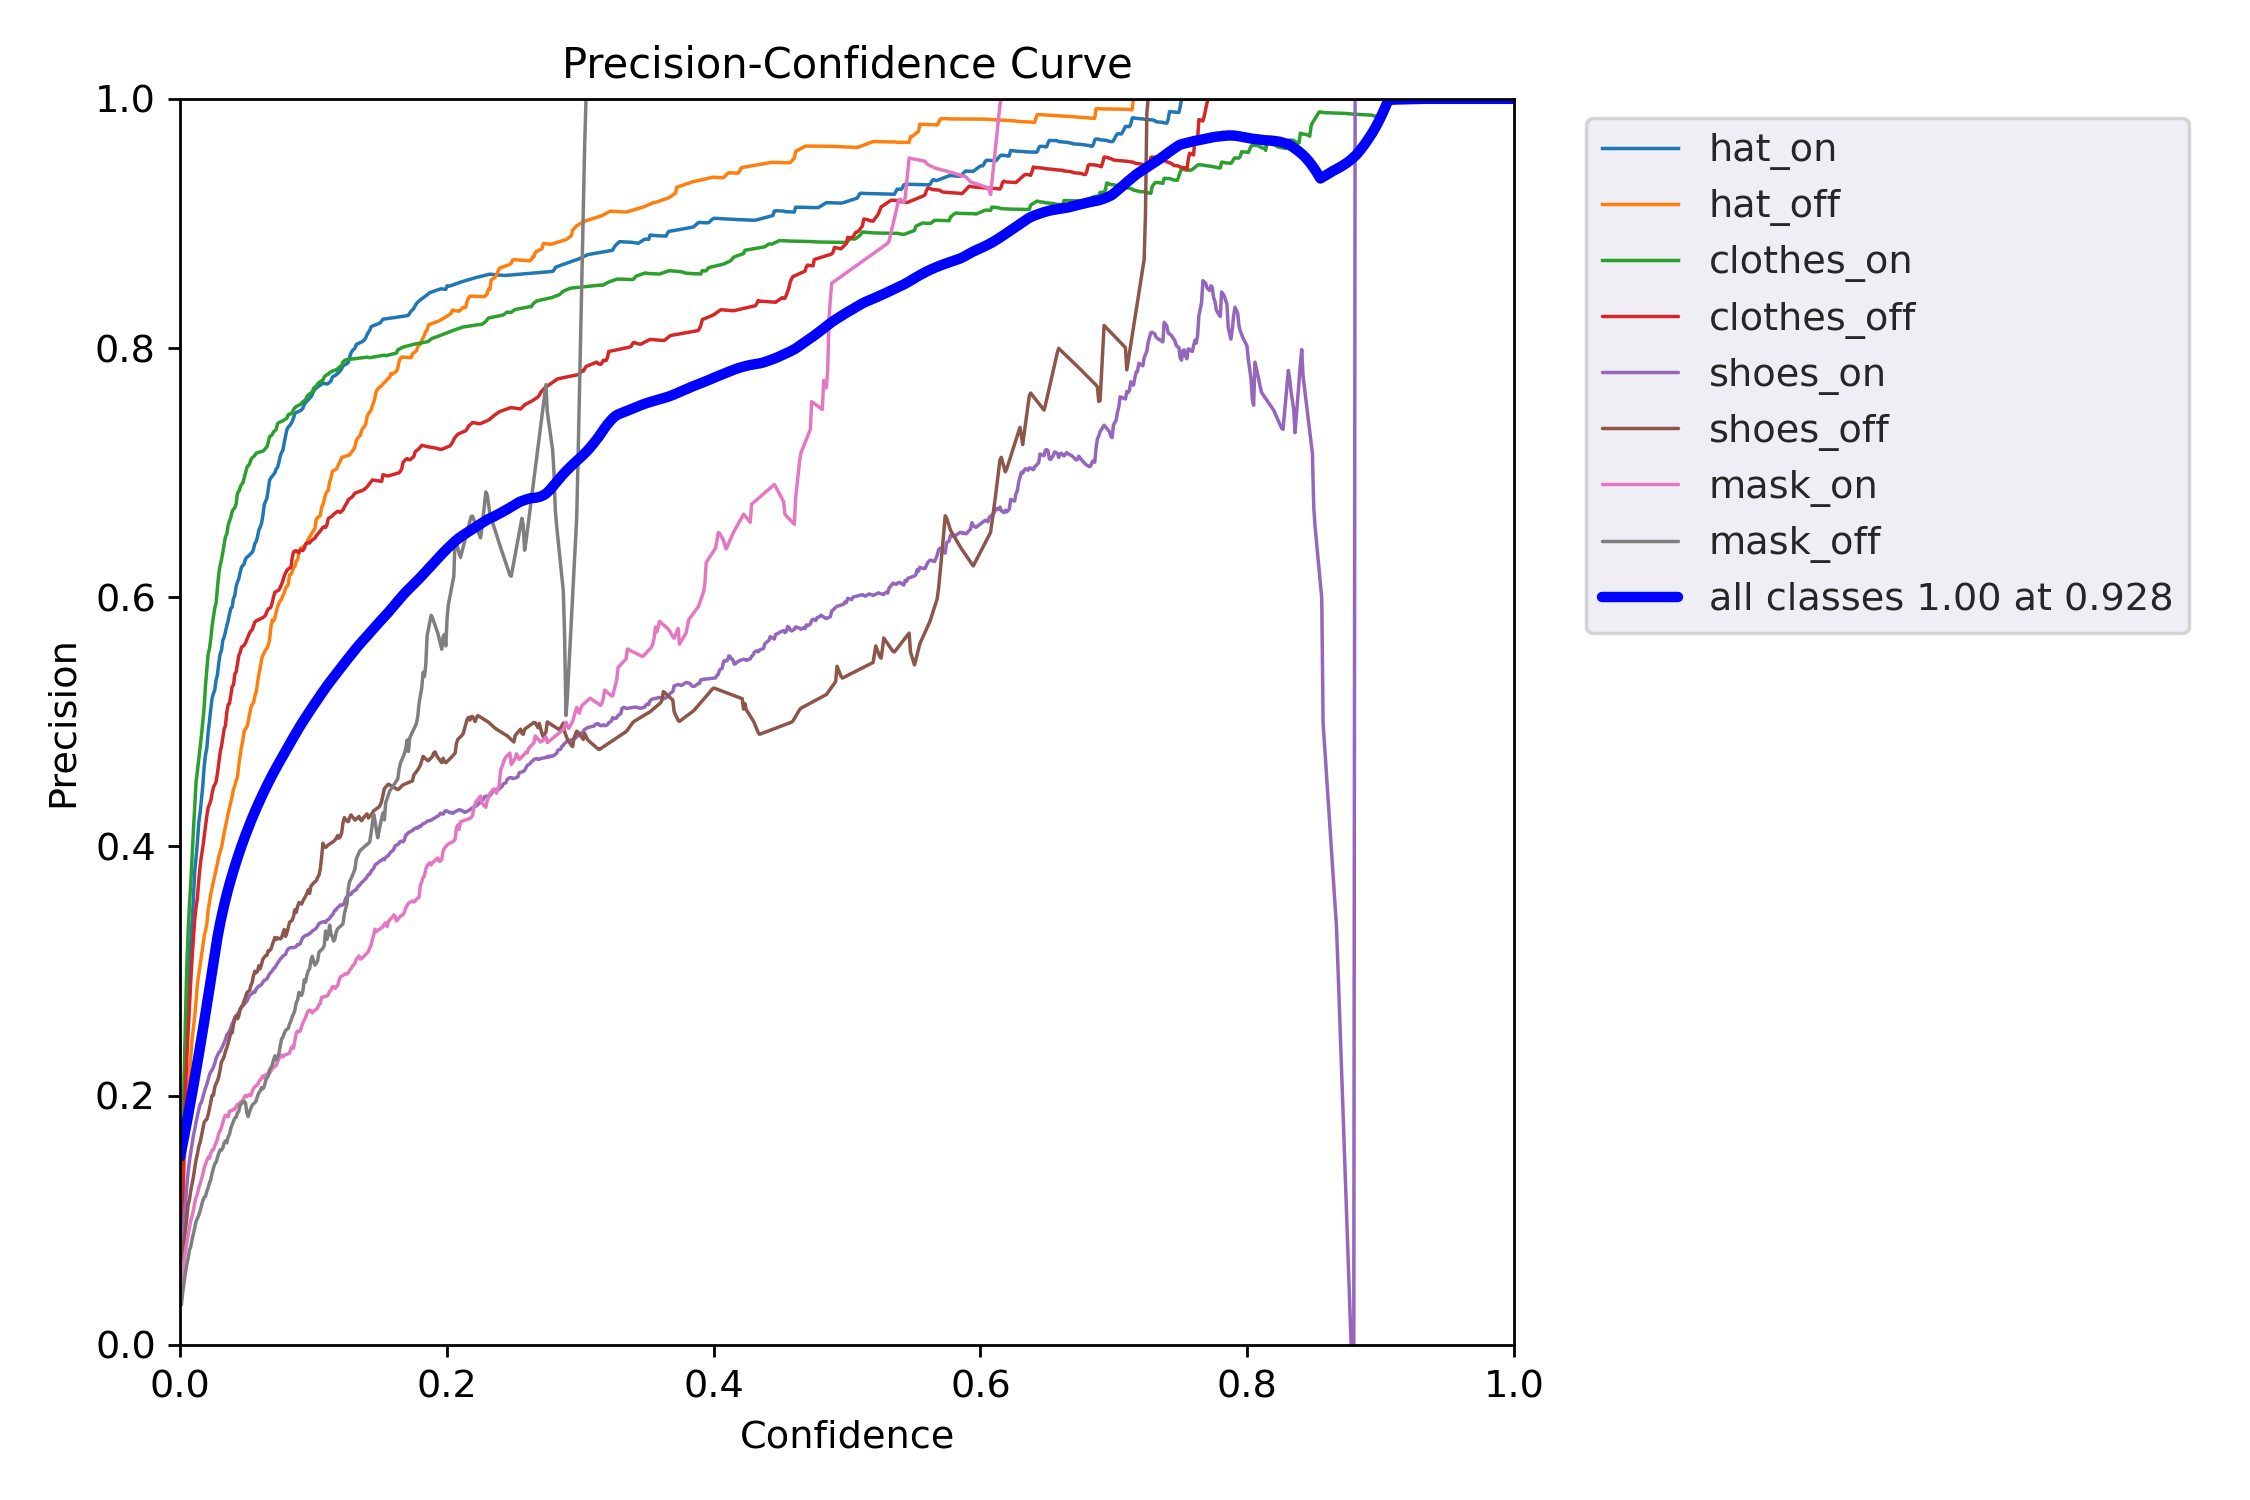 Precision-Confidence Curve
1.0
0.8
0.6
0.4
0.2
0.0
Precision
0.0 0.2 0.4 0.6 0.8 1.0
Confidence
hat_on
hat_off
clothes_on
clothes_off
shoes_on
shoes_off
mask_on
mask_off
all classes 1.00 at 0.928